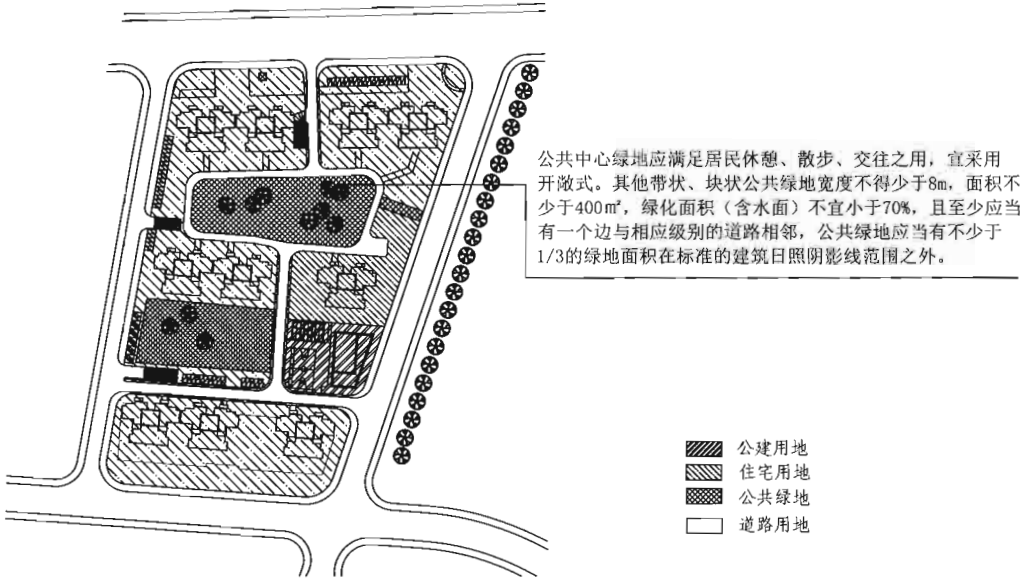 公共中心绿地应满足居民休憩、散步、交往之用，宜采用
开敞式。其他带状、块状公共绿地宽度不得少于8m，面积不
少于400㎡，绿化面积（含水面）不宜小于70%，且至少应当
有一个边与相应级别的道路相邻，公共绿地应当有不少于
1/3的绿地面积在标准的建筑日照阴影线范围之外。
公建用地
住宅用地
公共绿地
道路用地